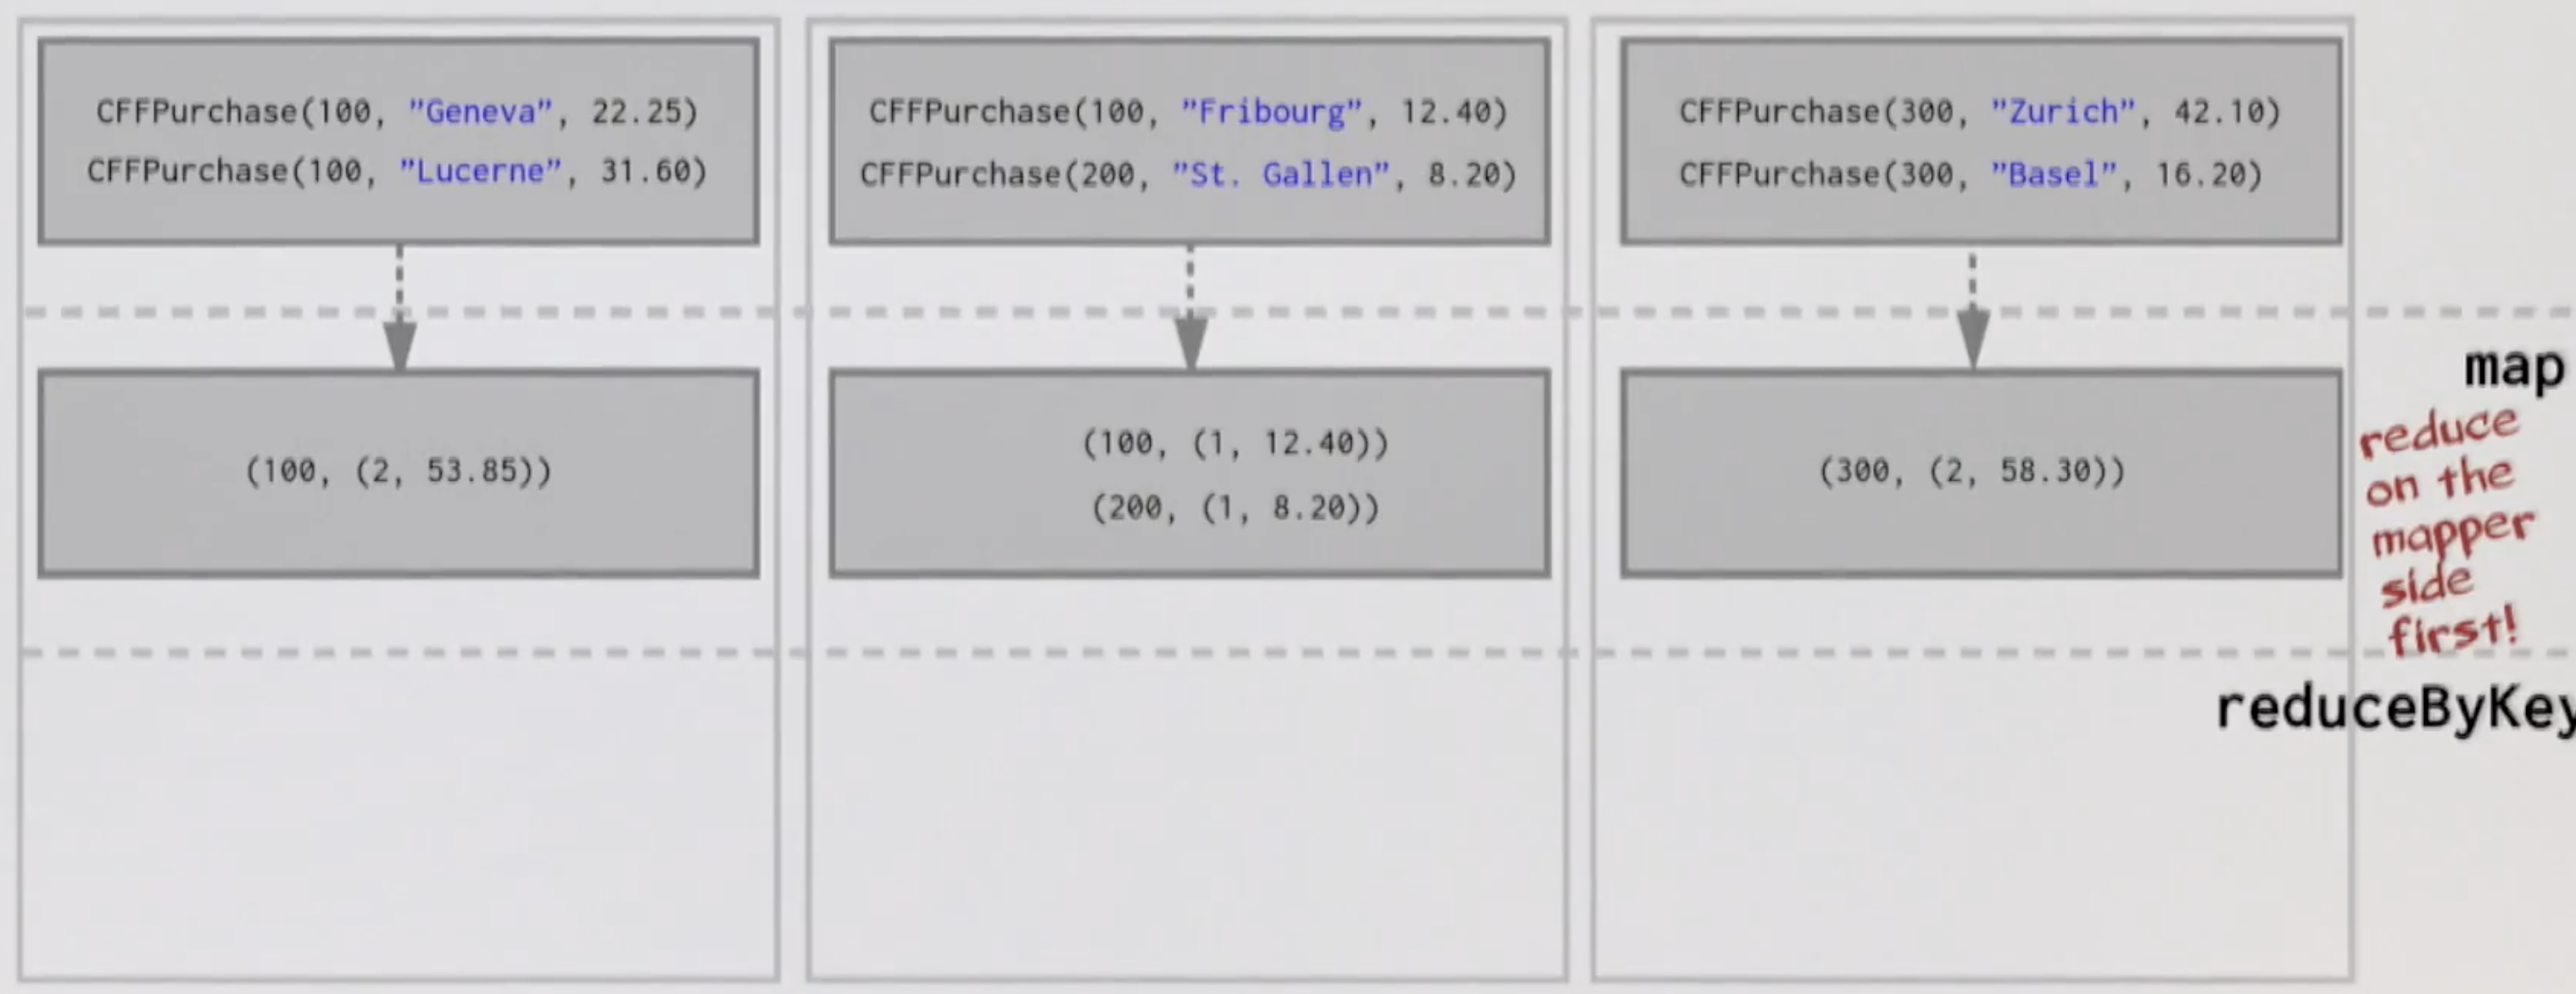 CFFPurchase(100, ”Geneva”, 22.25)
CFFPurchase(100, ”Lucerne”, 31.60)
CFFPurchase(100, ”Fribourg”, 12.40)
CFFPurchase(200, ”St. Gallen”, 8.20)
CFFPurchase(300, ”Zurich”, 42.10)
CFFPurchase(300, ”Basel”, 16.20)
(100, (2, 53.85))
(100, (1, 12.40))
(200, (1, 8.20))
(300, (2, 58.30))
map
reduce
on the
mapper
side
first!
reduceByKey